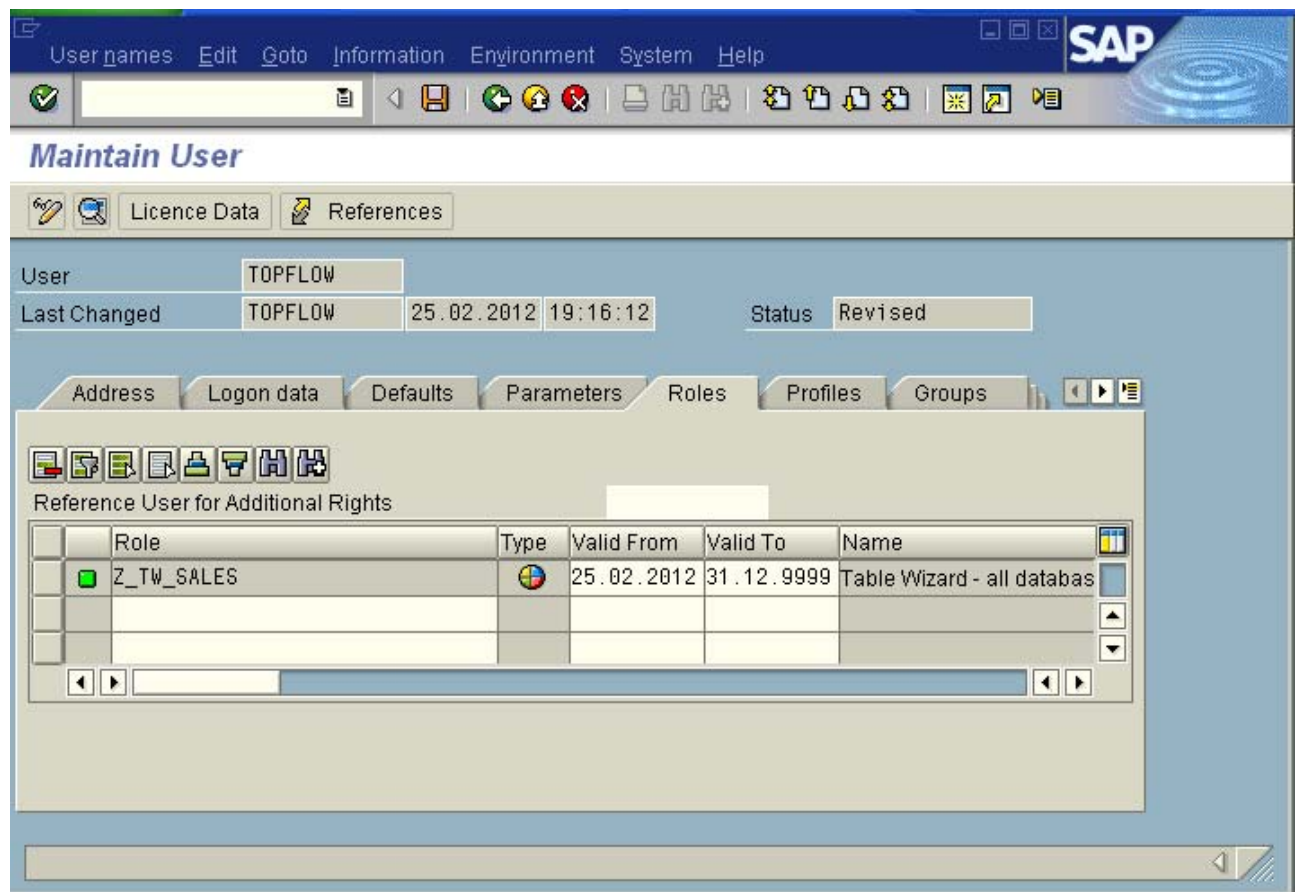 User names Edit Goto Information Environment System Help
SAP
Maintain User
Licence Data References
User TOPFLOW
Last Changed TOPFLOW 25.02.2012 19:16:12 Status Revised
Address Logon data Defaults Parameters Roles Profiles Groups
Reference User for Additional Rights
Role Type Valid From Valid To Name
Z_TW_SALES 25.02.2012 31.12.9999 Table Wizard - all databas